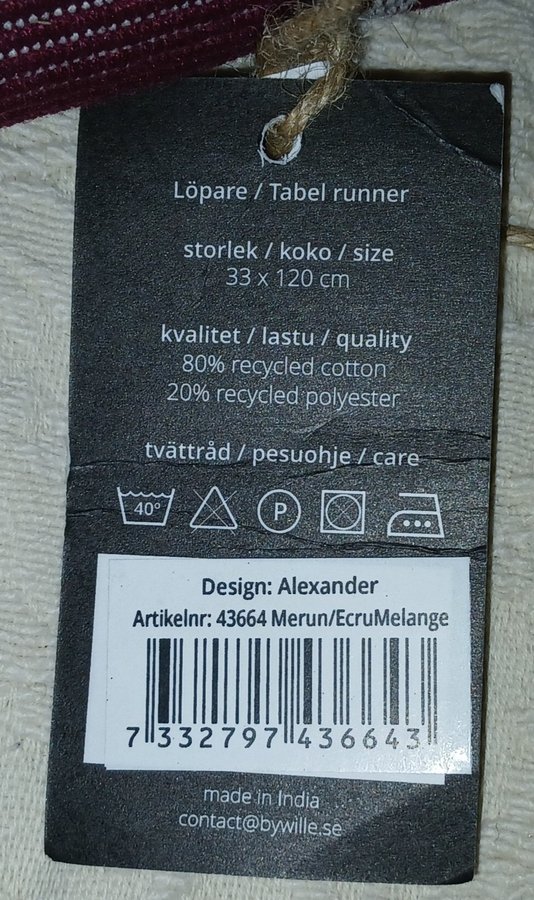 Löpare / Tabel runner
storlek / koko / size
33 x 120 cm
kvalitet / lastu / quality
80% recycled cotton
20% recycled polyester
tvättråd / pesuohje / care
40° P
Design: Alexander
Artikelnr: 43664 Merun/EcruMelange
7 332797 436643
made in India
contact@bywille.se